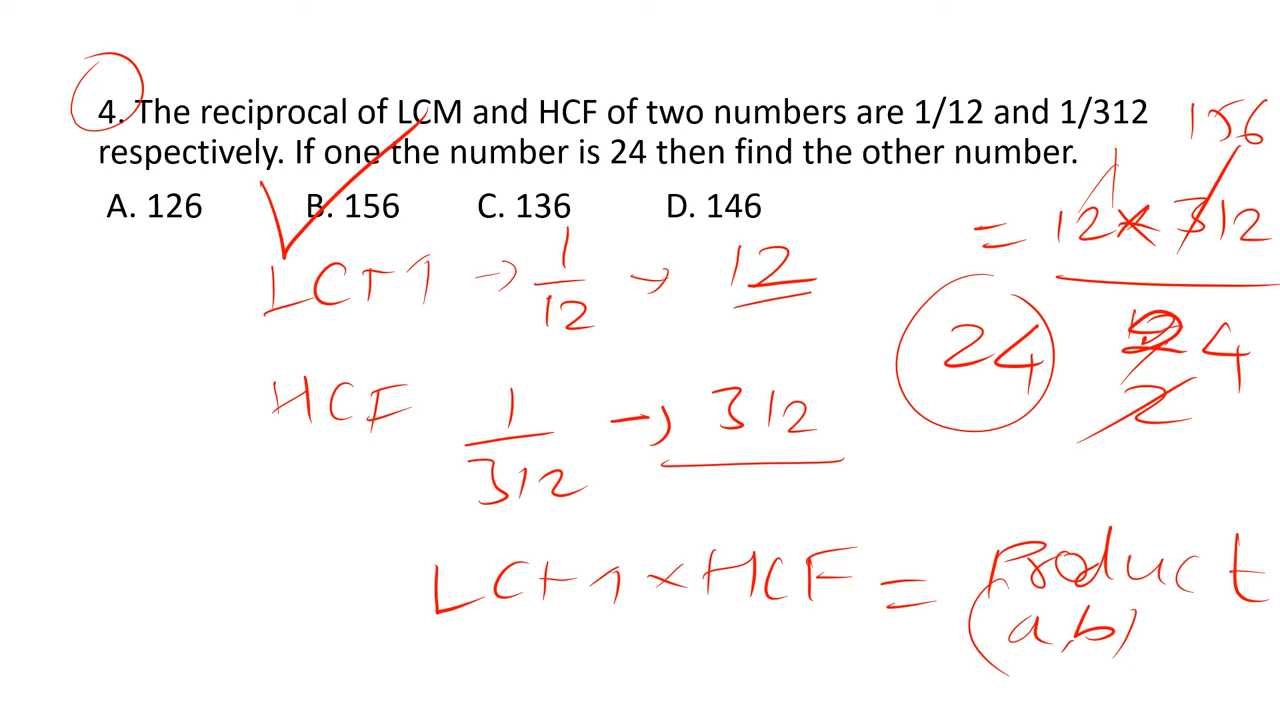 4. The reciprocal of LCM and HCF of two numbers are 1/12 and 1/312
respectively. If one the number is 24 then find the other number.
A. 126 B. 156 C. 136 D. 146
156
= 12 × 312
24
24
2
LCM → 1/12 → 12
HCF 1/312 → 312
LCM × HCF = Product
(a,b)